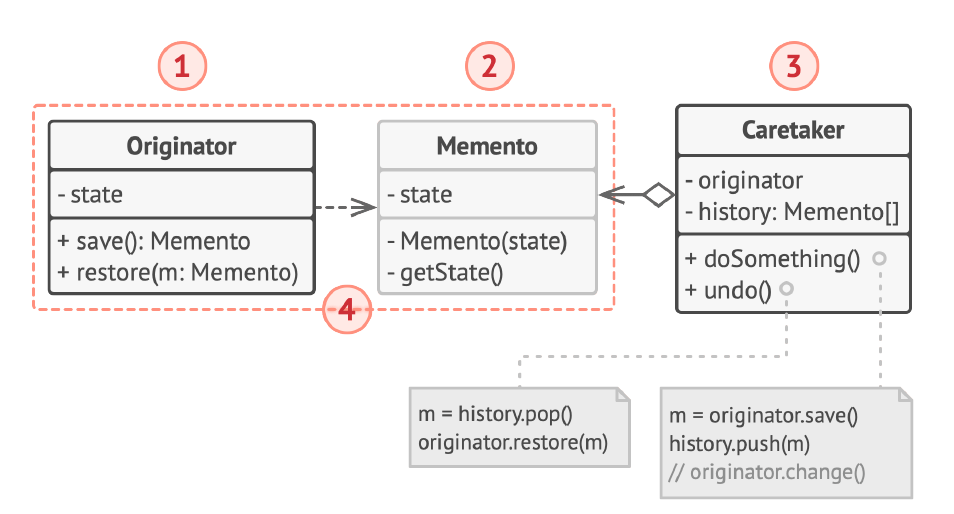 1
2
3
Originator
- state
+ save(): Memento
+ restore(m: Memento)
Memento
- state
- Memento(state)
- getState()
Caretaker
- originator
- history: Memento[]
+ doSomething()
+ undo()
4
m = history.pop()
originator.restore(m)
m = originator.save()
history.push(m)
// originator.change()